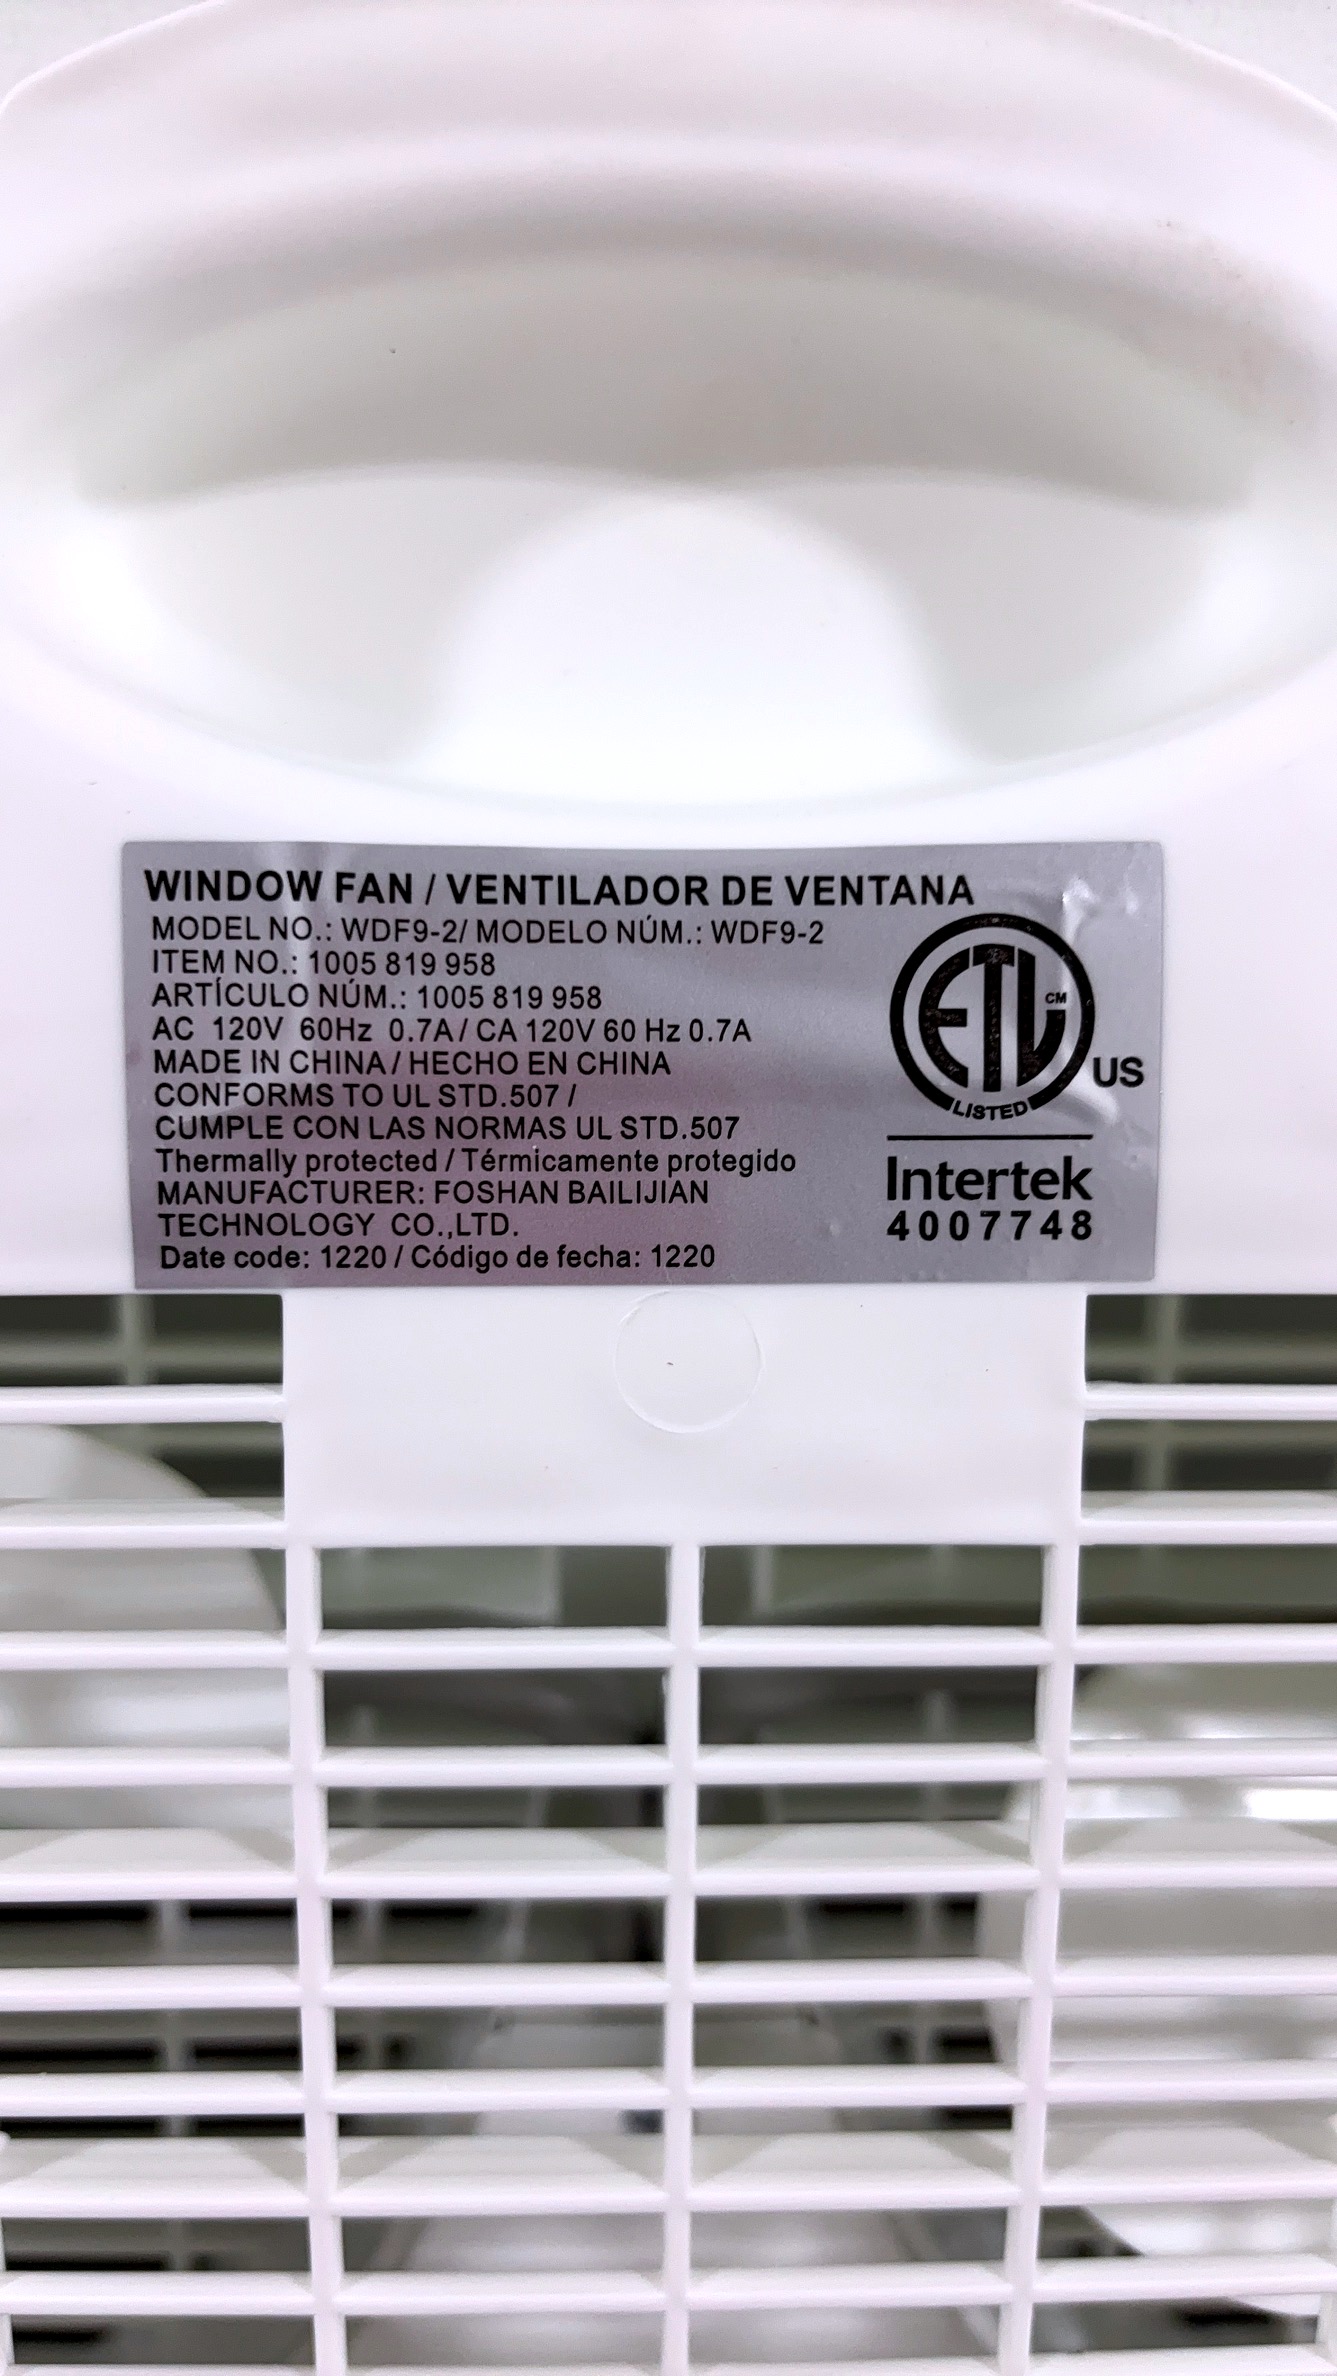 WINDOW FAN / VENTILADOR DE VENTANA
MODEL NO.: WDF9-2/ MODELO NÚM.: WDF9-2
ITEM NO.: 1005 819 958
ARTÍCULO NÚM.: 1005 819 958
AC 120V 60Hz 0.7A / CA 120V 60 Hz 0.7A
MADE IN CHINA / HECHO EN CHINA
CONFORMS TO UL STD.507 /
CUMPLE CON LAS NORMAS UL STD.507
Thermally protected / Térmicamente protegido
MANUFACTURER: FOSHAN BAILIJIAN
TECHNOLOGY CO.,LTD.
Date code: 1220 / Código de fecha: 1220
ETL CM
LISTED
US
Intertek
4007748